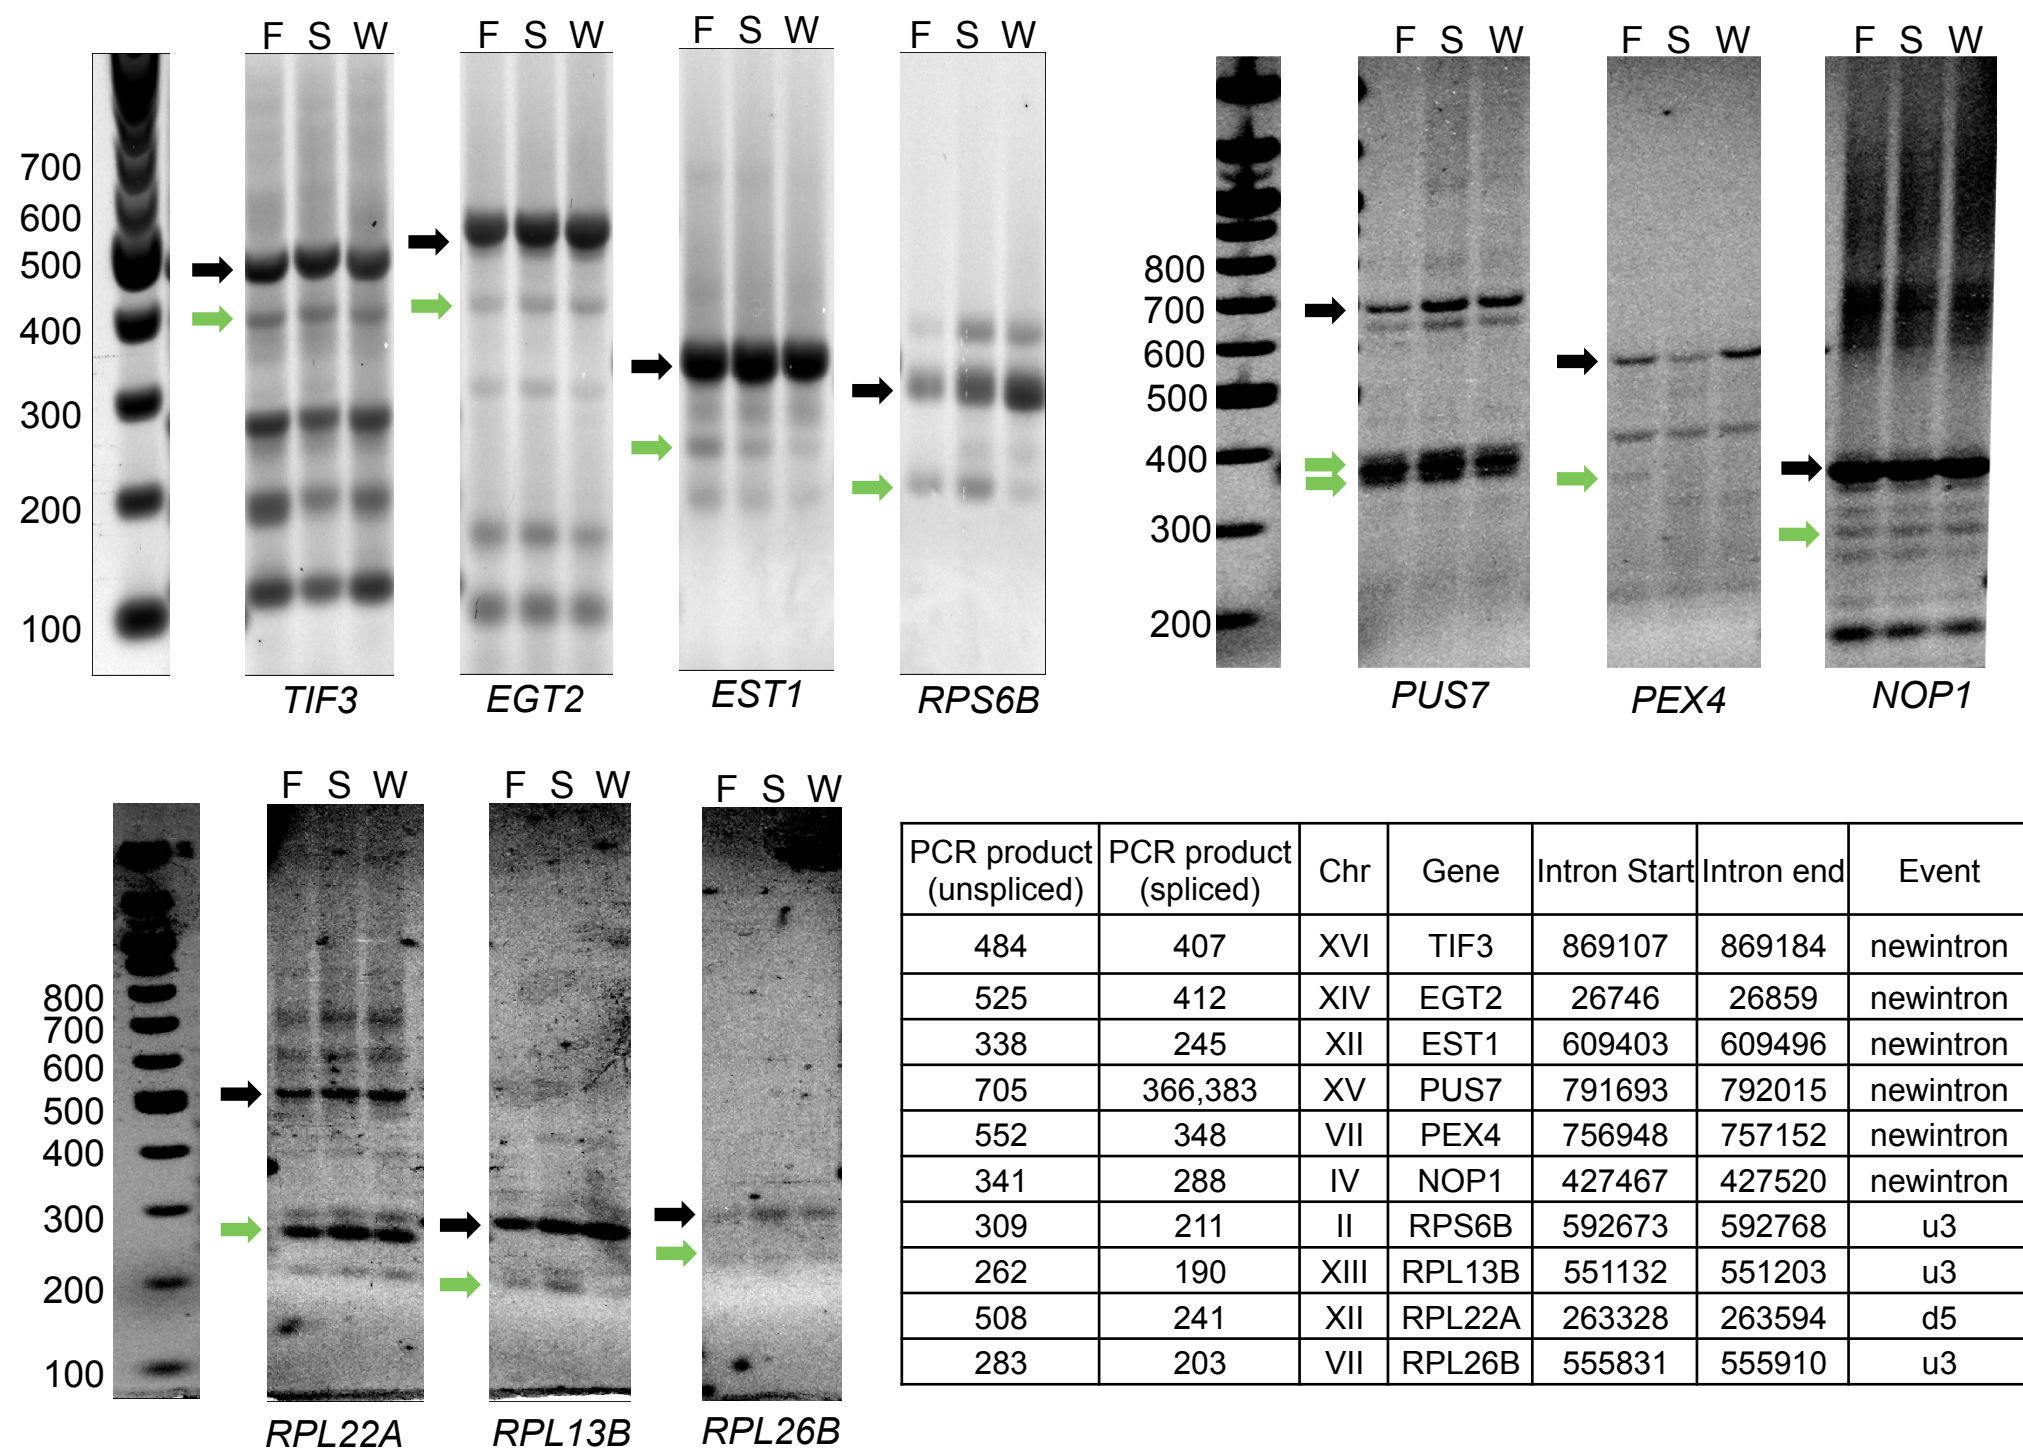 F S W
F S W
F S W
F S W
700
600
500
400
300
200
100
TIF3
EGT2
EST1
RPS6B
F S W
F S W
F S W
800
700
600
500
400
300
200
PUS7
PEX4
NOP1
F S W
F S W
F S W
800
700
600
500
400
300
200
100
RPL22A
RPL13B
RPL26B
PCR product (unspliced) PCR product (spliced) Chr Gene Intron Start Intron end Event
484 407 XVI TIF3 869107 869184 newintron
525 412 XIV EGT2 26746 26859 newintron
338 245 XII EST1 609403 609496 newintron
705 366,383 XV PUS7 791693 792015 newintron
552 348 VII PEX4 756948 757152 newintron
341 288 IV NOP1 427467 427520 newintron
309 211 II RPS6B 592673 592768 u3
262 190 XIII RPL13B 551132 551203 u3
508 241 XII RPL22A 263328 263594 d5
283 203 VII RPL26B 555831 555910 u3